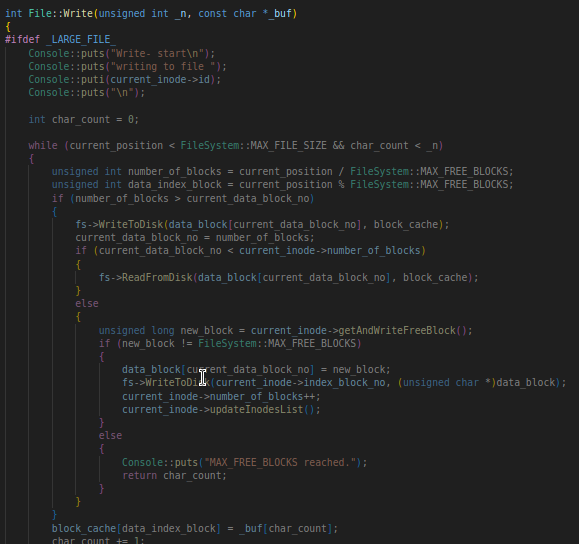 int File::Write(unsigned int _n, const char *_buf)
{
#ifdef _LARGE_FILE_
    Console::puts("Write- start\n");
    Console::puts("writing to file ");
    Console::puti(current_inode->id);
    Console::puts("\n");

    int char_count = 0;

    while (current_position < FileSystem::MAX_FILE_SIZE && char_count < _n)
    {
        unsigned int number_of_blocks = current_position / FileSystem::MAX_FREE_BLOCKS;
        unsigned int data_index_block = current_position % FileSystem::MAX_FREE_BLOCKS;
        if (number_of_blocks > current_data_block_no)
        {
            fs->WriteToDisk(data_block[current_data_block_no], block_cache);
            current_data_block_no = number_of_blocks;
            if (current_data_block_no < current_inode->number_of_blocks)
            {
                fs->ReadFromDisk(data_block[current_data_block_no], block_cache);
            }
            else
            {
                unsigned long new_block = current_inode->getAndWriteFreeBlock();
                if (new_block != FileSystem::MAX_FREE_BLOCKS)
                {
                    data_block[current_data_block_no] = new_block;
                    fs->WriteToDisk(current_inode->index_block_no, (unsigned char *)data_block);
                    current_inode->number_of_blocks++;
                    current_inode->updateInodesList();
                }
                else
                {
                    Console::puts("MAX_FREE_BLOCKS reached.");
                    return char_count;
                }
            }
        }
        block_cache[data_index_block] = _buf[char_count];
        char_count += 1;